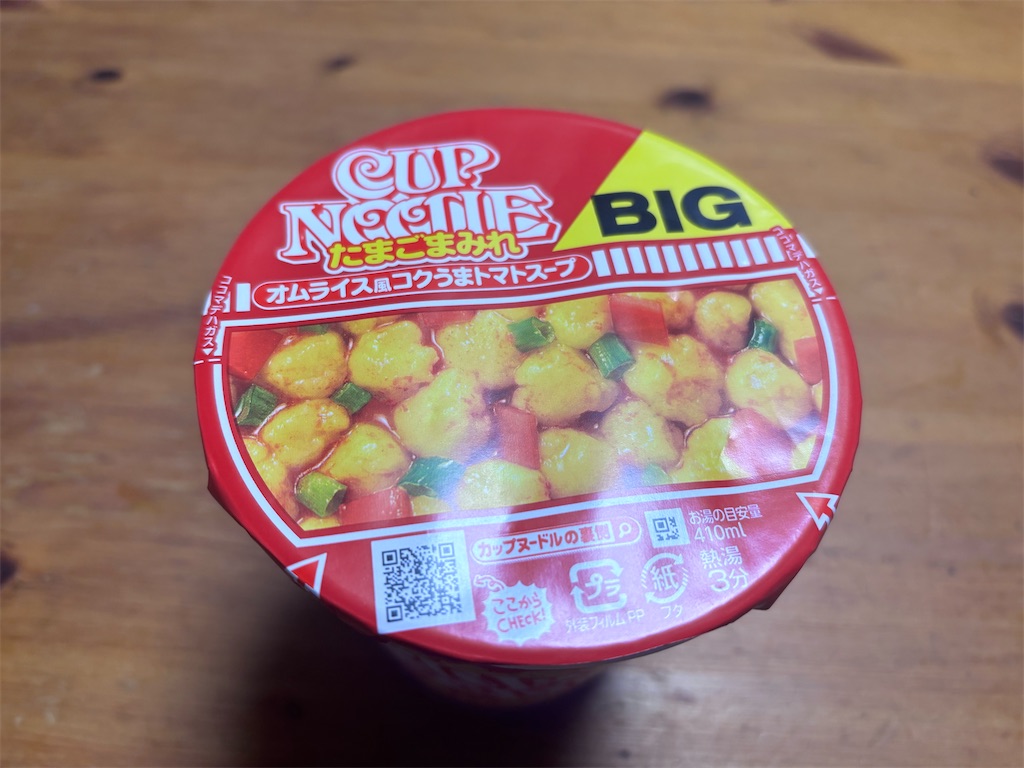 CUP
NOODLE
BIG
たまごまみれ
オムライス風コクうまトマトスープ
ココマデハガス▼
ココマデハガス▼
カップヌードルの裏側
お湯の目安量
410ml
熱湯
3分
ここから
CHECK!
プラ
外装フィルム PP
紙
フタ